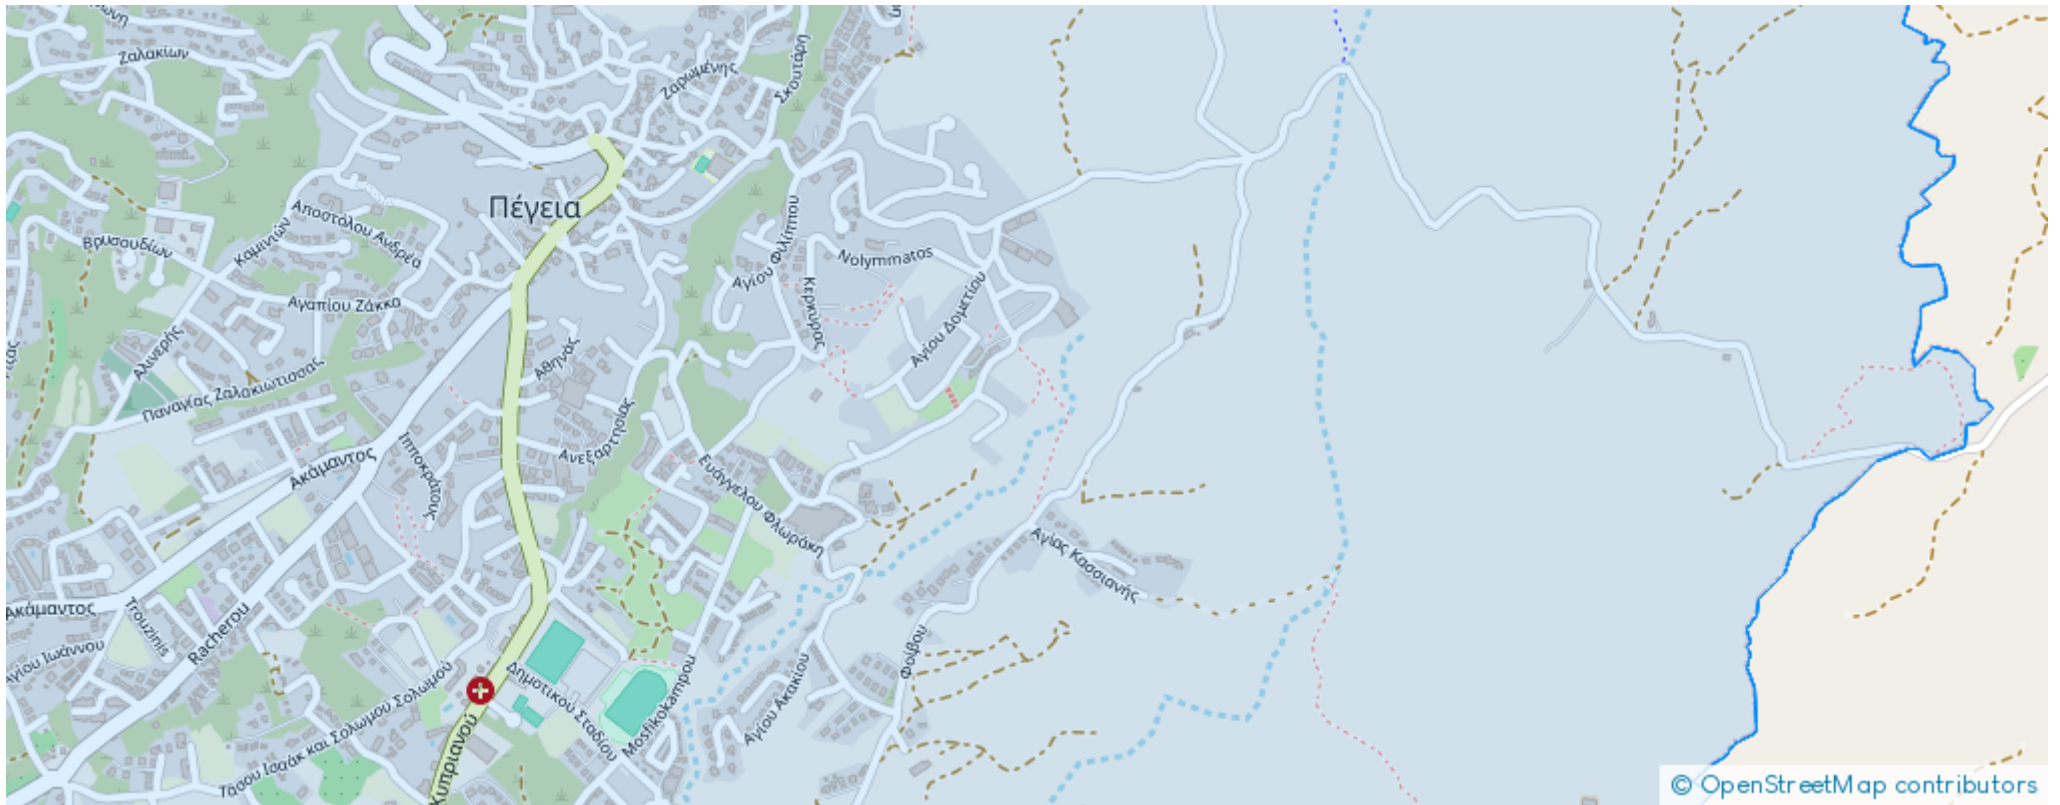 Ζαλακίων
Ζαρωμένης
Σκουτάρη
Πέγεια
Αποστόλου Ανδρέα
Καμινιών
Βρυσουδιών
Αγίου Φιλίππου
Nolymmatos
Κερκύρας
Αγίου Δομετίου
Αγαπίου Ζάκκα
Αλινερής
Αθηνάς
Παναγίας Ζαλακιωτισσας
Ακάμαντος
Ιπποκράτους
Ανεξαρτησίας
Ευάγγελου Φλωράκη
Αγίας Κασσιανής
Ακάμαντος
Trouzinis
Racherou
Αγίου Ιωάννου
Φοίβου
Δημοτικού Σταδίου
Mosfikokampou
Αγίου Ακακίου
Τάσου Ισαάκ και Σολωμού Σολωμού
Κυπριανού
© OpenStreetMap contributors